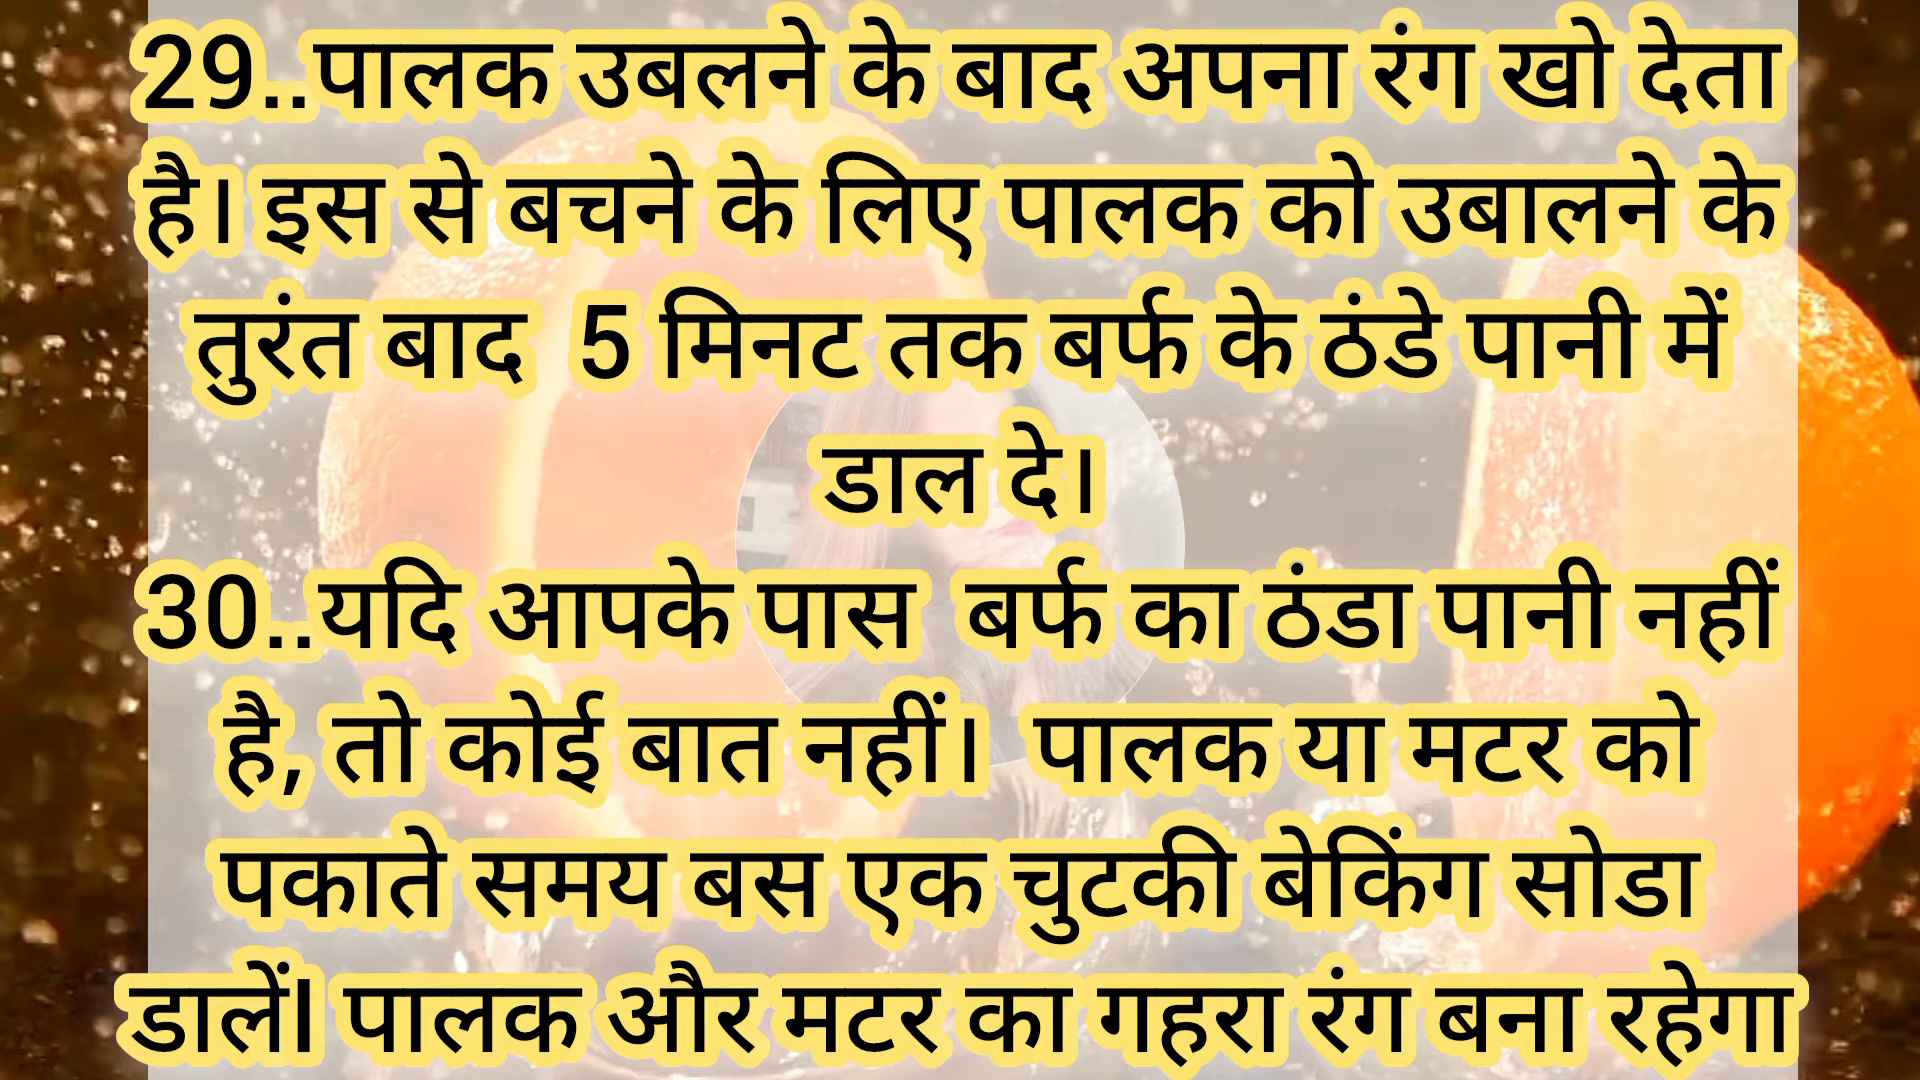 29..पालक उबलने के बाद अपना रंग खो देता
है। इस से बचने के लिए पालक को उबालने के
तुरंत बाद 5 मिनट तक बर्फ के ठंडे पानी में
डाल दे।
30..यदि आपके पास बर्फ का ठंडा पानी नहीं
है, तो कोई बात नहीं। पालक या मटर को
पकाते समय बस एक चुटकी बेकिंग सोडा
डालें| पालक और मटर का गहरा रंग बना रहेगा